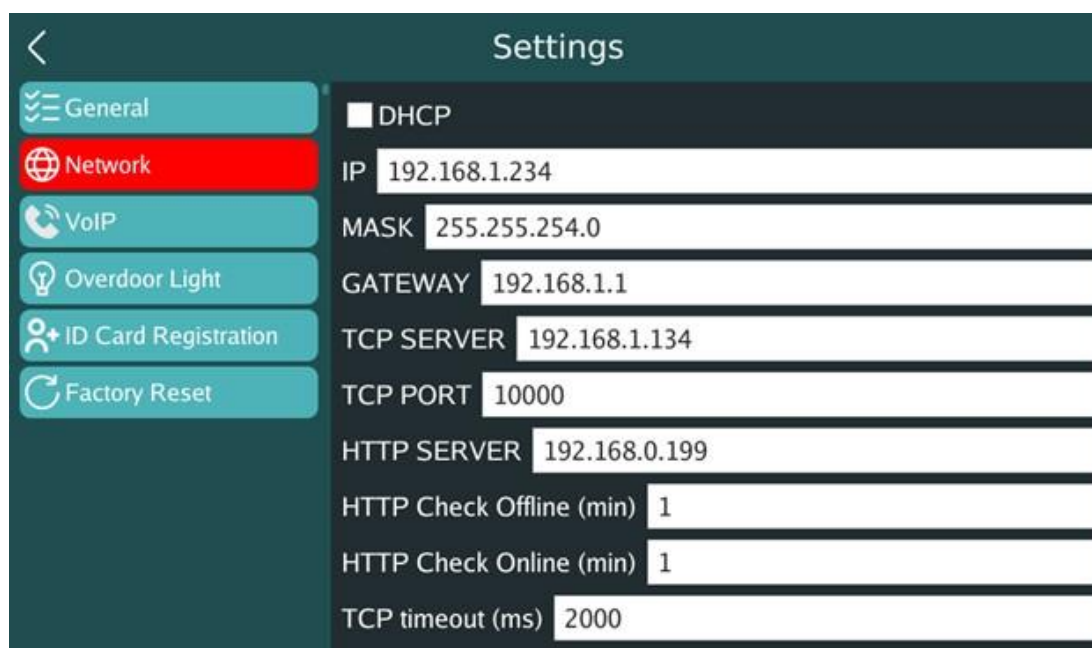 Settings
General
Network
VoIP
Overdoor Light
ID Card Registration
Factory Reset
DHCP
IP 192.168.1.234
MASK 255.255.254.0
GATEWAY 192.168.1.1
TCP SERVER 192.168.1.134
TCP PORT 10000
HTTP SERVER 192.168.0.199
HTTP Check Offline (min) 1
HTTP Check Online (min) 1
TCP timeout (ms) 2000